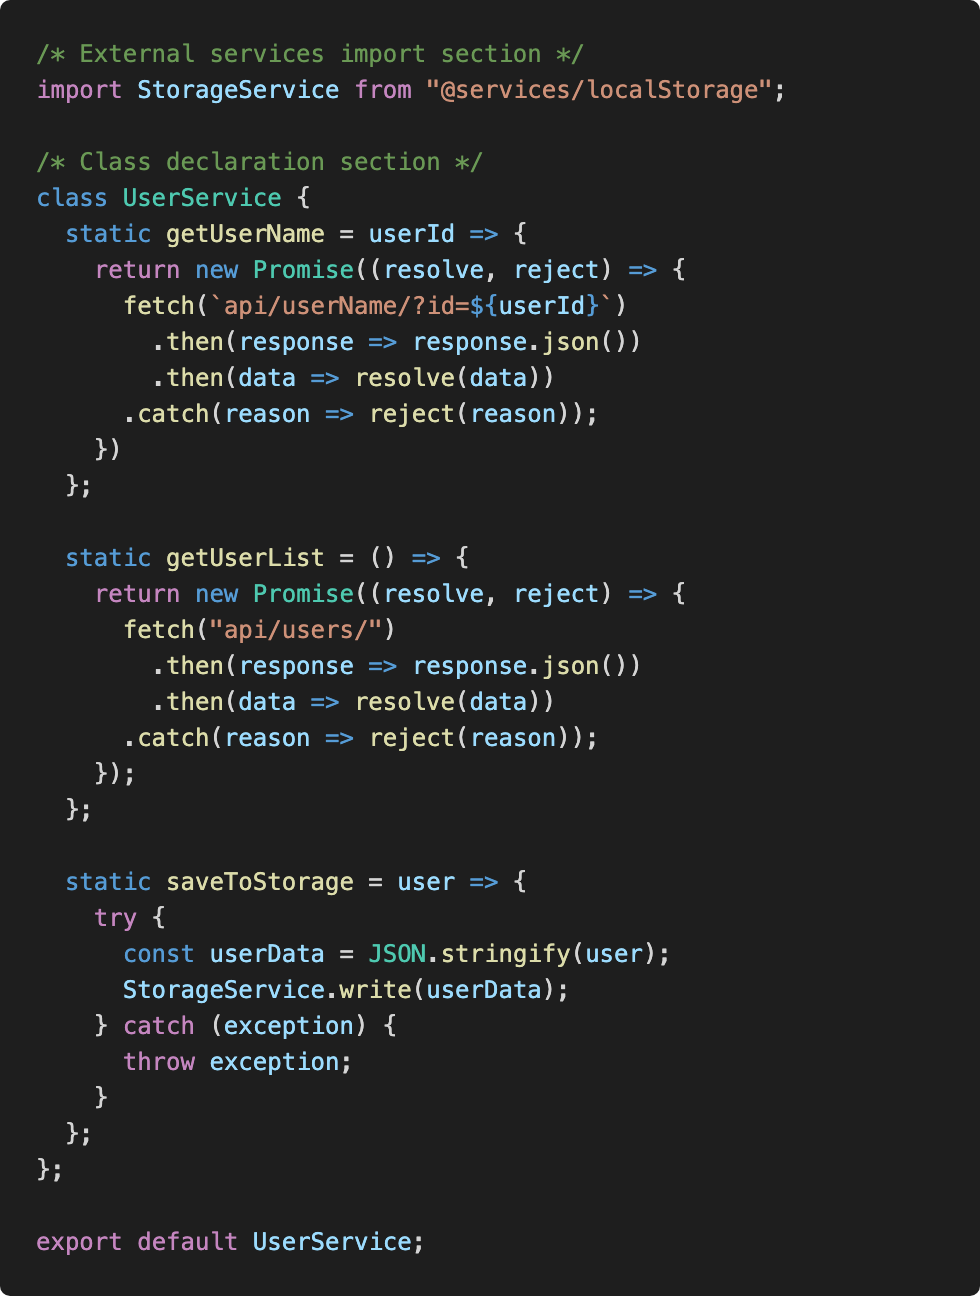 /* External services import section */
import StorageService from "@services/localStorage";

/* Class declaration section */
class UserService {
  static getUserName = userId => {
    return new Promise((resolve, reject) => {
      fetch(`api/userName/?id=${userId}`)
        .then(response => response.json())
        .then(data => resolve(data))
      .catch(reason => reject(reason));
    })
  };

  static getUserList = () => {
    return new Promise((resolve, reject) => {
      fetch("api/users/")
        .then(response => response.json())
        .then(data => resolve(data))
      .catch(reason => reject(reason));
    });
  };

  static saveToStorage = user => {
    try {
      const userData = JSON.stringify(user);
      StorageService.write(userData);
    } catch (exception) {
      throw exception;
    }
  };
};

export default UserService;